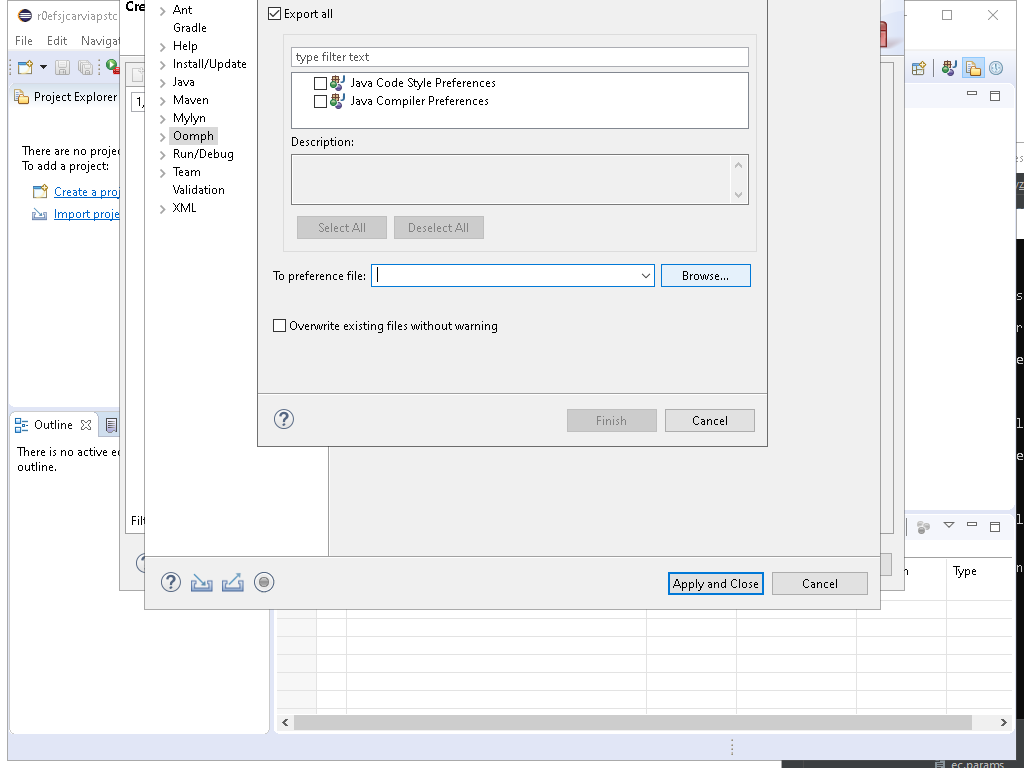 r0efsjcarviapstc
File Edit Navigat
Project Explorer
There are no projec
To add a project:
Create a proj
Import proje
Outline
There is no active ed
outline.
Cre
1,
Filt
Ant
Gradle
Help
Install/Update
Java
Maven
Mylyn
Oomph
Run/Debug
Team
Validation
XML
Export all
type filter text
Java Code Style Preferences
Java Compiler Preferences
Description:
Select All Deselect All
To preference file: Browse...
Overwrite existing files without warning
? Finish Cancel
? Apply and Close Cancel
n Type
ec.params